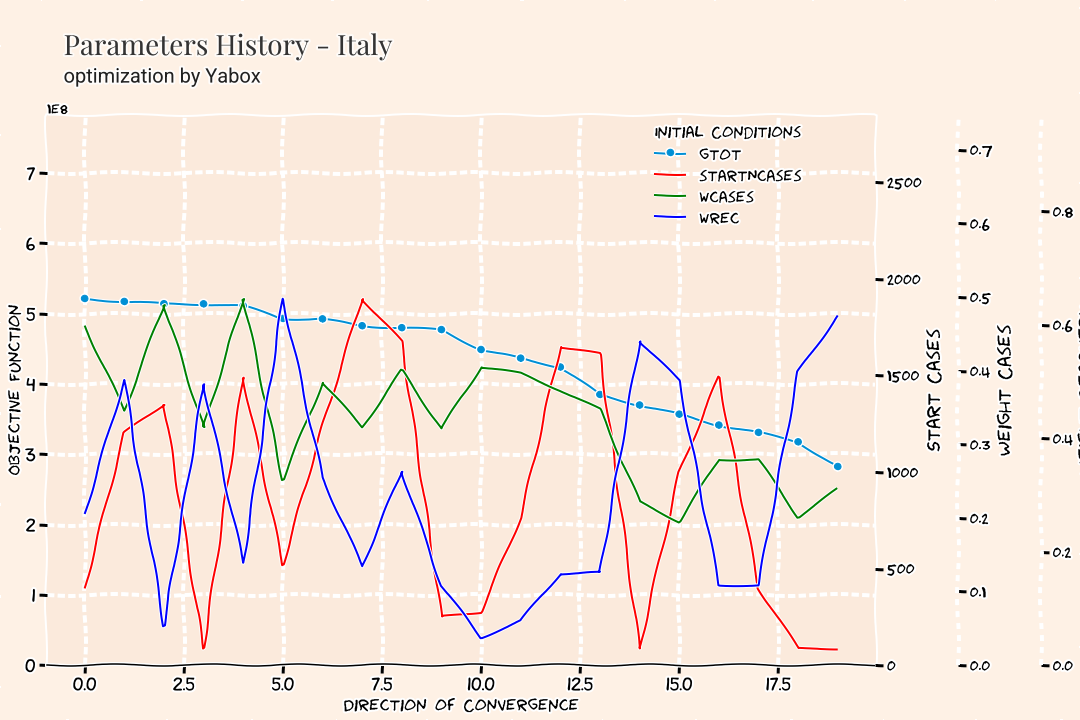 Parameters History - Italy
optimization by Yabox
1E8
INITIAL CONDITIONS
GTOT
STARTNCASES
WCASES
WREC
7
6
5
4
3
2
1
0
OBJECTIVE FUNCTION
0.0 2.5 5.0 7.5 10.0 12.5 15.0 17.5
DIRECTION OF CONVERGENCE
2500
2000
1500
1000
500
0
START CASES
0.7
0.6
0.5
0.4
0.3
0.2
0.1
0.0
WEIGHT CASES
0.8
0.6
0.4
0.2
0.0